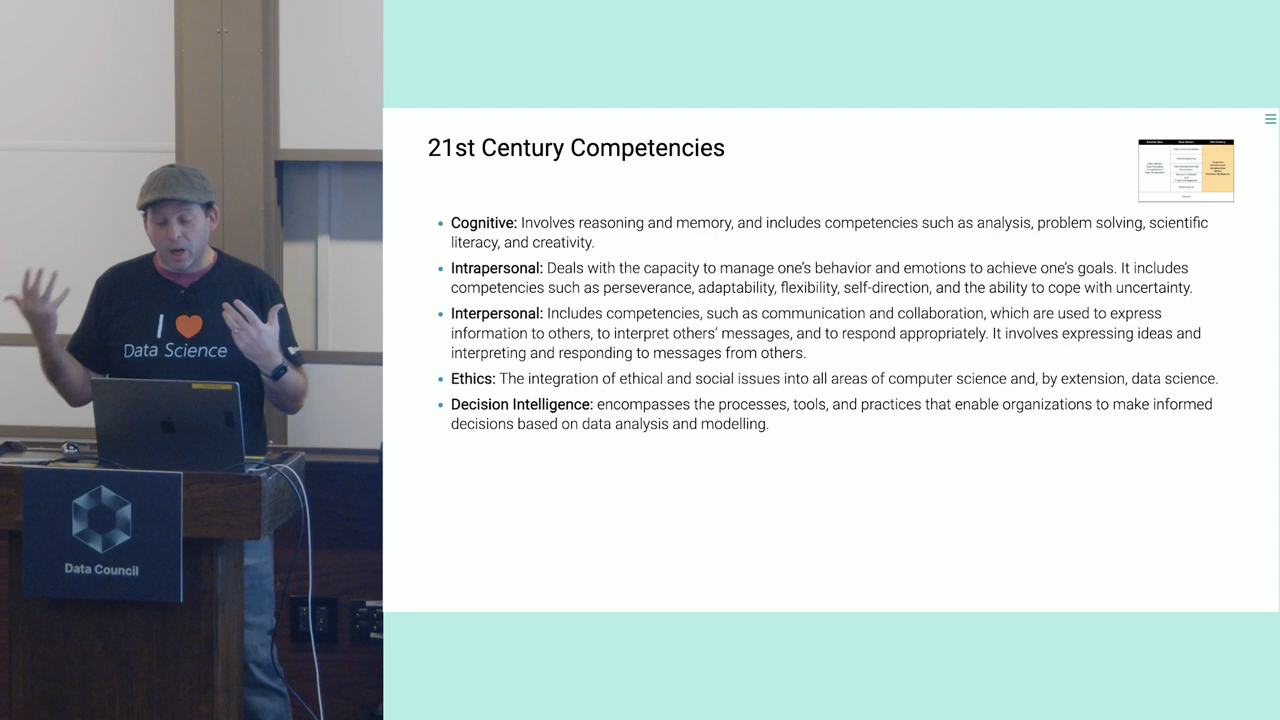 21st Century Competencies
Cognitive: Involves reasoning and memory, and includes competencies such as analysis, problem solving, scientific
literacy, and creativity.
Intrapersonal: Deals with the capacity to manage one's behavior and emotions to achieve one's goals. It includes
competencies such as perseverance, adaptability, flexibility, self-direction, and the ability to cope with uncertainty.
Interpersonal: Includes competencies, such as communication and collaboration, which are used to express
information to others, to interpret others' messages, and to respond appropriately. It involves expressing ideas and
interpreting and responding to messages from others.
Ethics: The integration of ethical and social issues into all areas of computer science and, by extension, data science.
Decision Intelligence: encompasses the processes, tools, and practices that enable organizations to make informed
decisions based on data analysis and modelling.
I
Data Science
Data Council